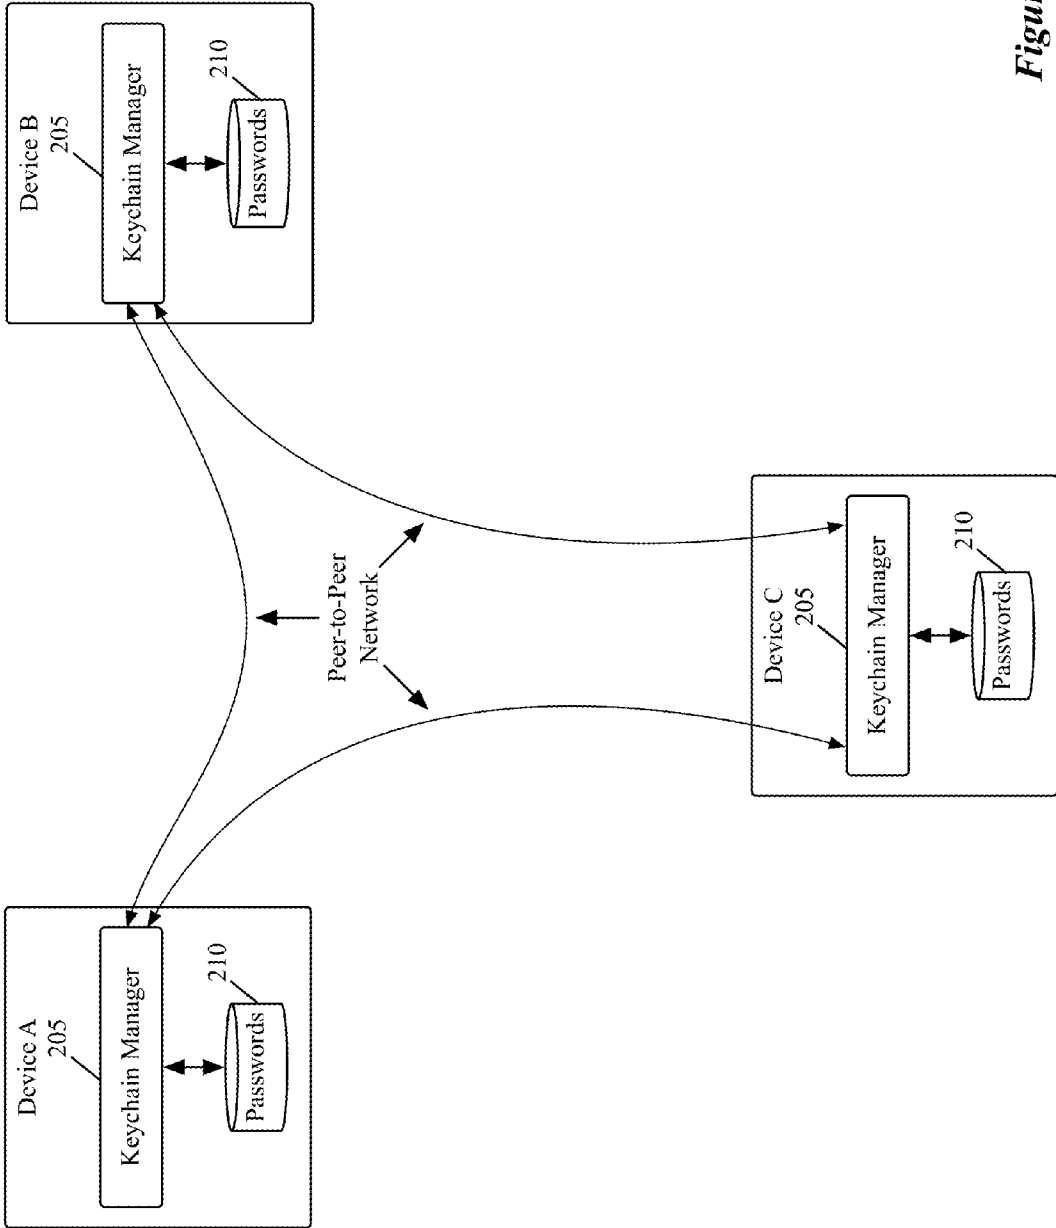 Device A
205
Keychain Manager
210
Passwords
Device B
205
Keychain Manager
210
Passwords
Peer-to-Peer
Network
Device C
205
Keychain Manager
210
Passwords